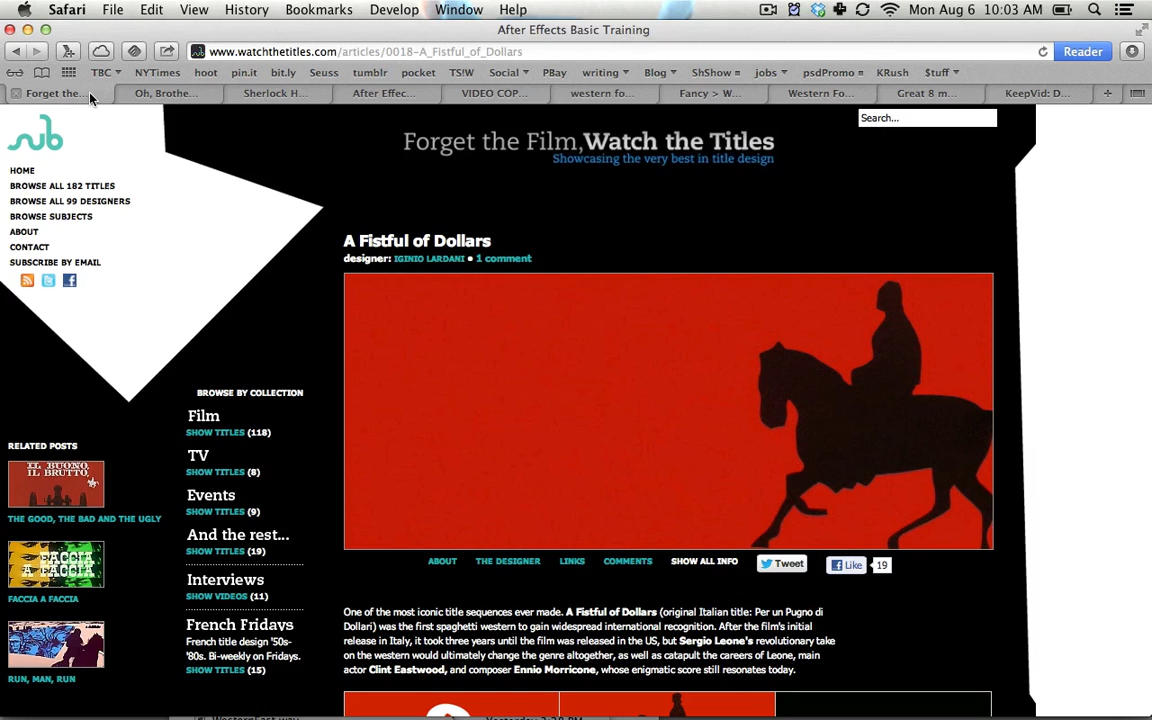 Safari File Edit View History Bookmarks Develop Window Help
Mon Aug 6 10:03 AM
After Effects Basic Training
www.watchthetitles.com/articles/0018-A_Fistful_of_Dollars
Reader
TBC NYTimes hoot pin.it bit.ly Seuss tumblr pocket TS!W Social PBay writing Blog ShShow psdPromo jobs KRush $tuff
Forget the... Oh, Brothe... Sherlock H... After Effec... VIDEO COP... western fo... Fancy > W... Western Fo... Great 8 m... KeepVid: D...
nub
HOME
BROWSE ALL 182 TITLES
BROWSE ALL 99 DESIGNERS
BROWSE SUBJECTS
ABOUT
CONTACT
SUBSCRIBE BY EMAIL
Forget the Film, Watch the Titles
Showcasing the very best in title design
Search...
A Fistful of Dollars
designer: IGINIO LARDANI • 1 comment
BROWSE BY COLLECTION
Film
SHOW TITLES (118)
TV
SHOW TITLES (8)
Events
SHOW TITLES (9)
And the rest...
SHOW TITLES (19)
Interviews
SHOW VIDEOS (11)
French Fridays
French title design '50s-
'80s. Bi-weekly on Fridays.
SHOW TITLES (15)
RELATED POSTS
IL BUONO,
IL BRUTTO,
THE GOOD, THE BAD AND THE UGLY
FACCIA
A FACCIA
FACCIA A FACCIA
RUN, MAN, RUN
ABOUT THE DESIGNER LINKS COMMENTS SHOW ALL INFO Tweet Like 19
One of the most iconic title sequences ever made. A Fistful of Dollars (original Italian title: Per un Pugno di
Dollari) was the first spaghetti western to gain widespread international recognition. After the film's initial
release in Italy, it took three years until the film was released in the US, but Sergio Leone's revolutionary take
on the western would ultimately change the genre altogether, as well as catapult the careers of Leone, main
actor Clint Eastwood, and composer Ennio Morricone, whose enigmatic score still resonates today.